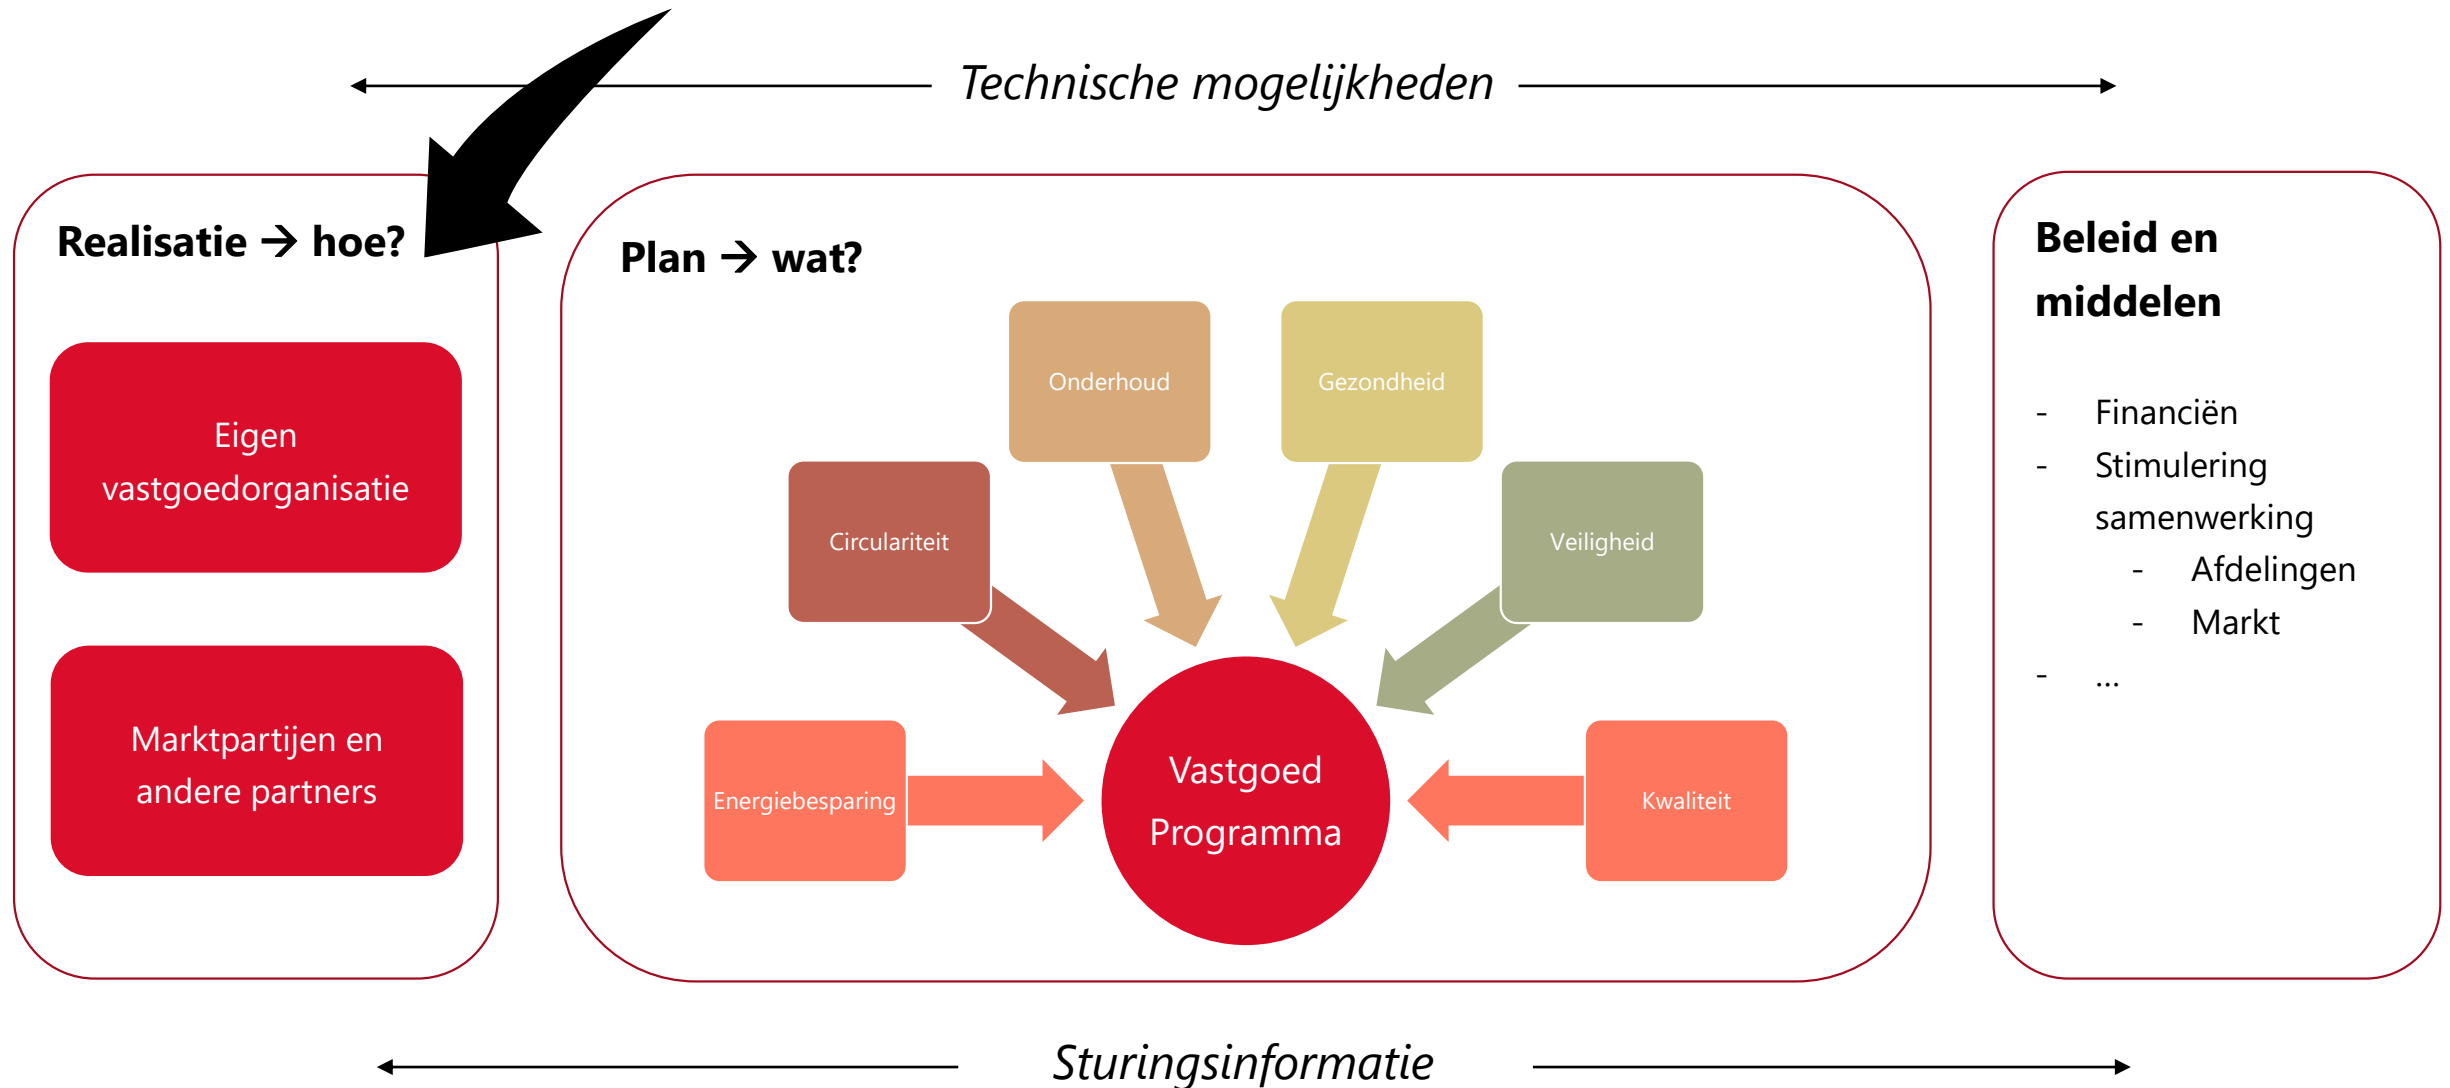 Technische mogelijkheden
Realisatie → hoe?
Eigen
vastgoedorganisatie
Marktpartijen en
andere partners
Plan → wat?
Onderhoud
Gezondheid
Circulariteit
Veiligheid
Energiebesparing
Vastgoed
Programma
Kwaliteit
Beleid en
middelen
- Financiën
- Stimulering
samenwerking
- Afdelingen
- Markt
- ...
Sturingsinformatie